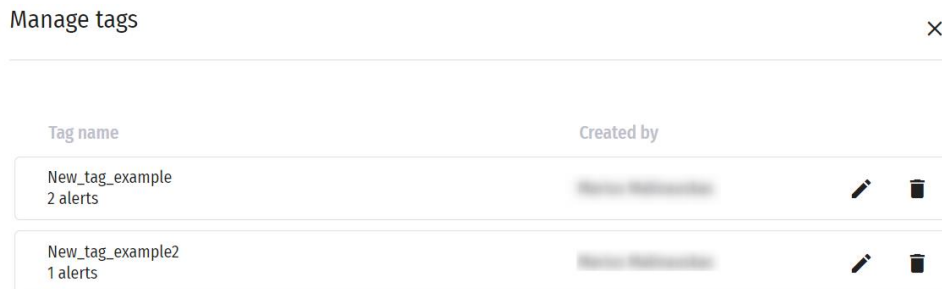 Manage tags
Tag name Created by
New_tag_example
2 alerts
New_tag_example2
1 alerts